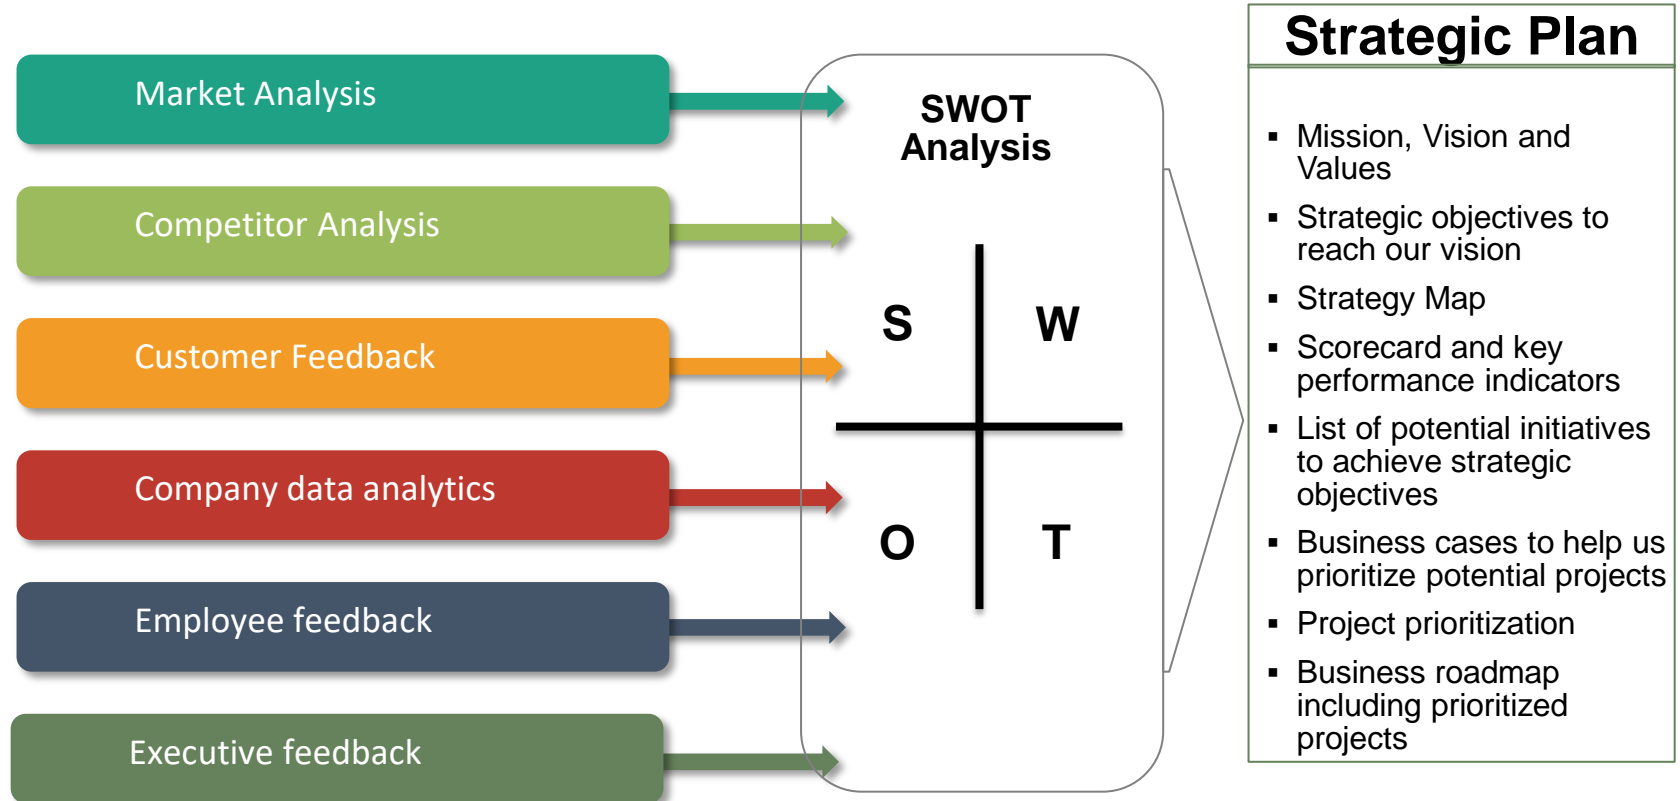 Market Analysis
Competitor Analysis
Customer Feedback
Company data analytics
Employee feedback
Executive feedback
SWOT
Analysis
S
W
O
T
Strategic Plan
▪ Mission, Vision and
Values
▪ Strategic objectives to
reach our vision
▪ Strategy Map
▪ Scorecard and key
performance indicators
▪ List of potential initiatives
to achieve strategic
objectives
▪ Business cases to help us
prioritize potential projects
▪ Project prioritization
▪ Business roadmap
including prioritized
projects